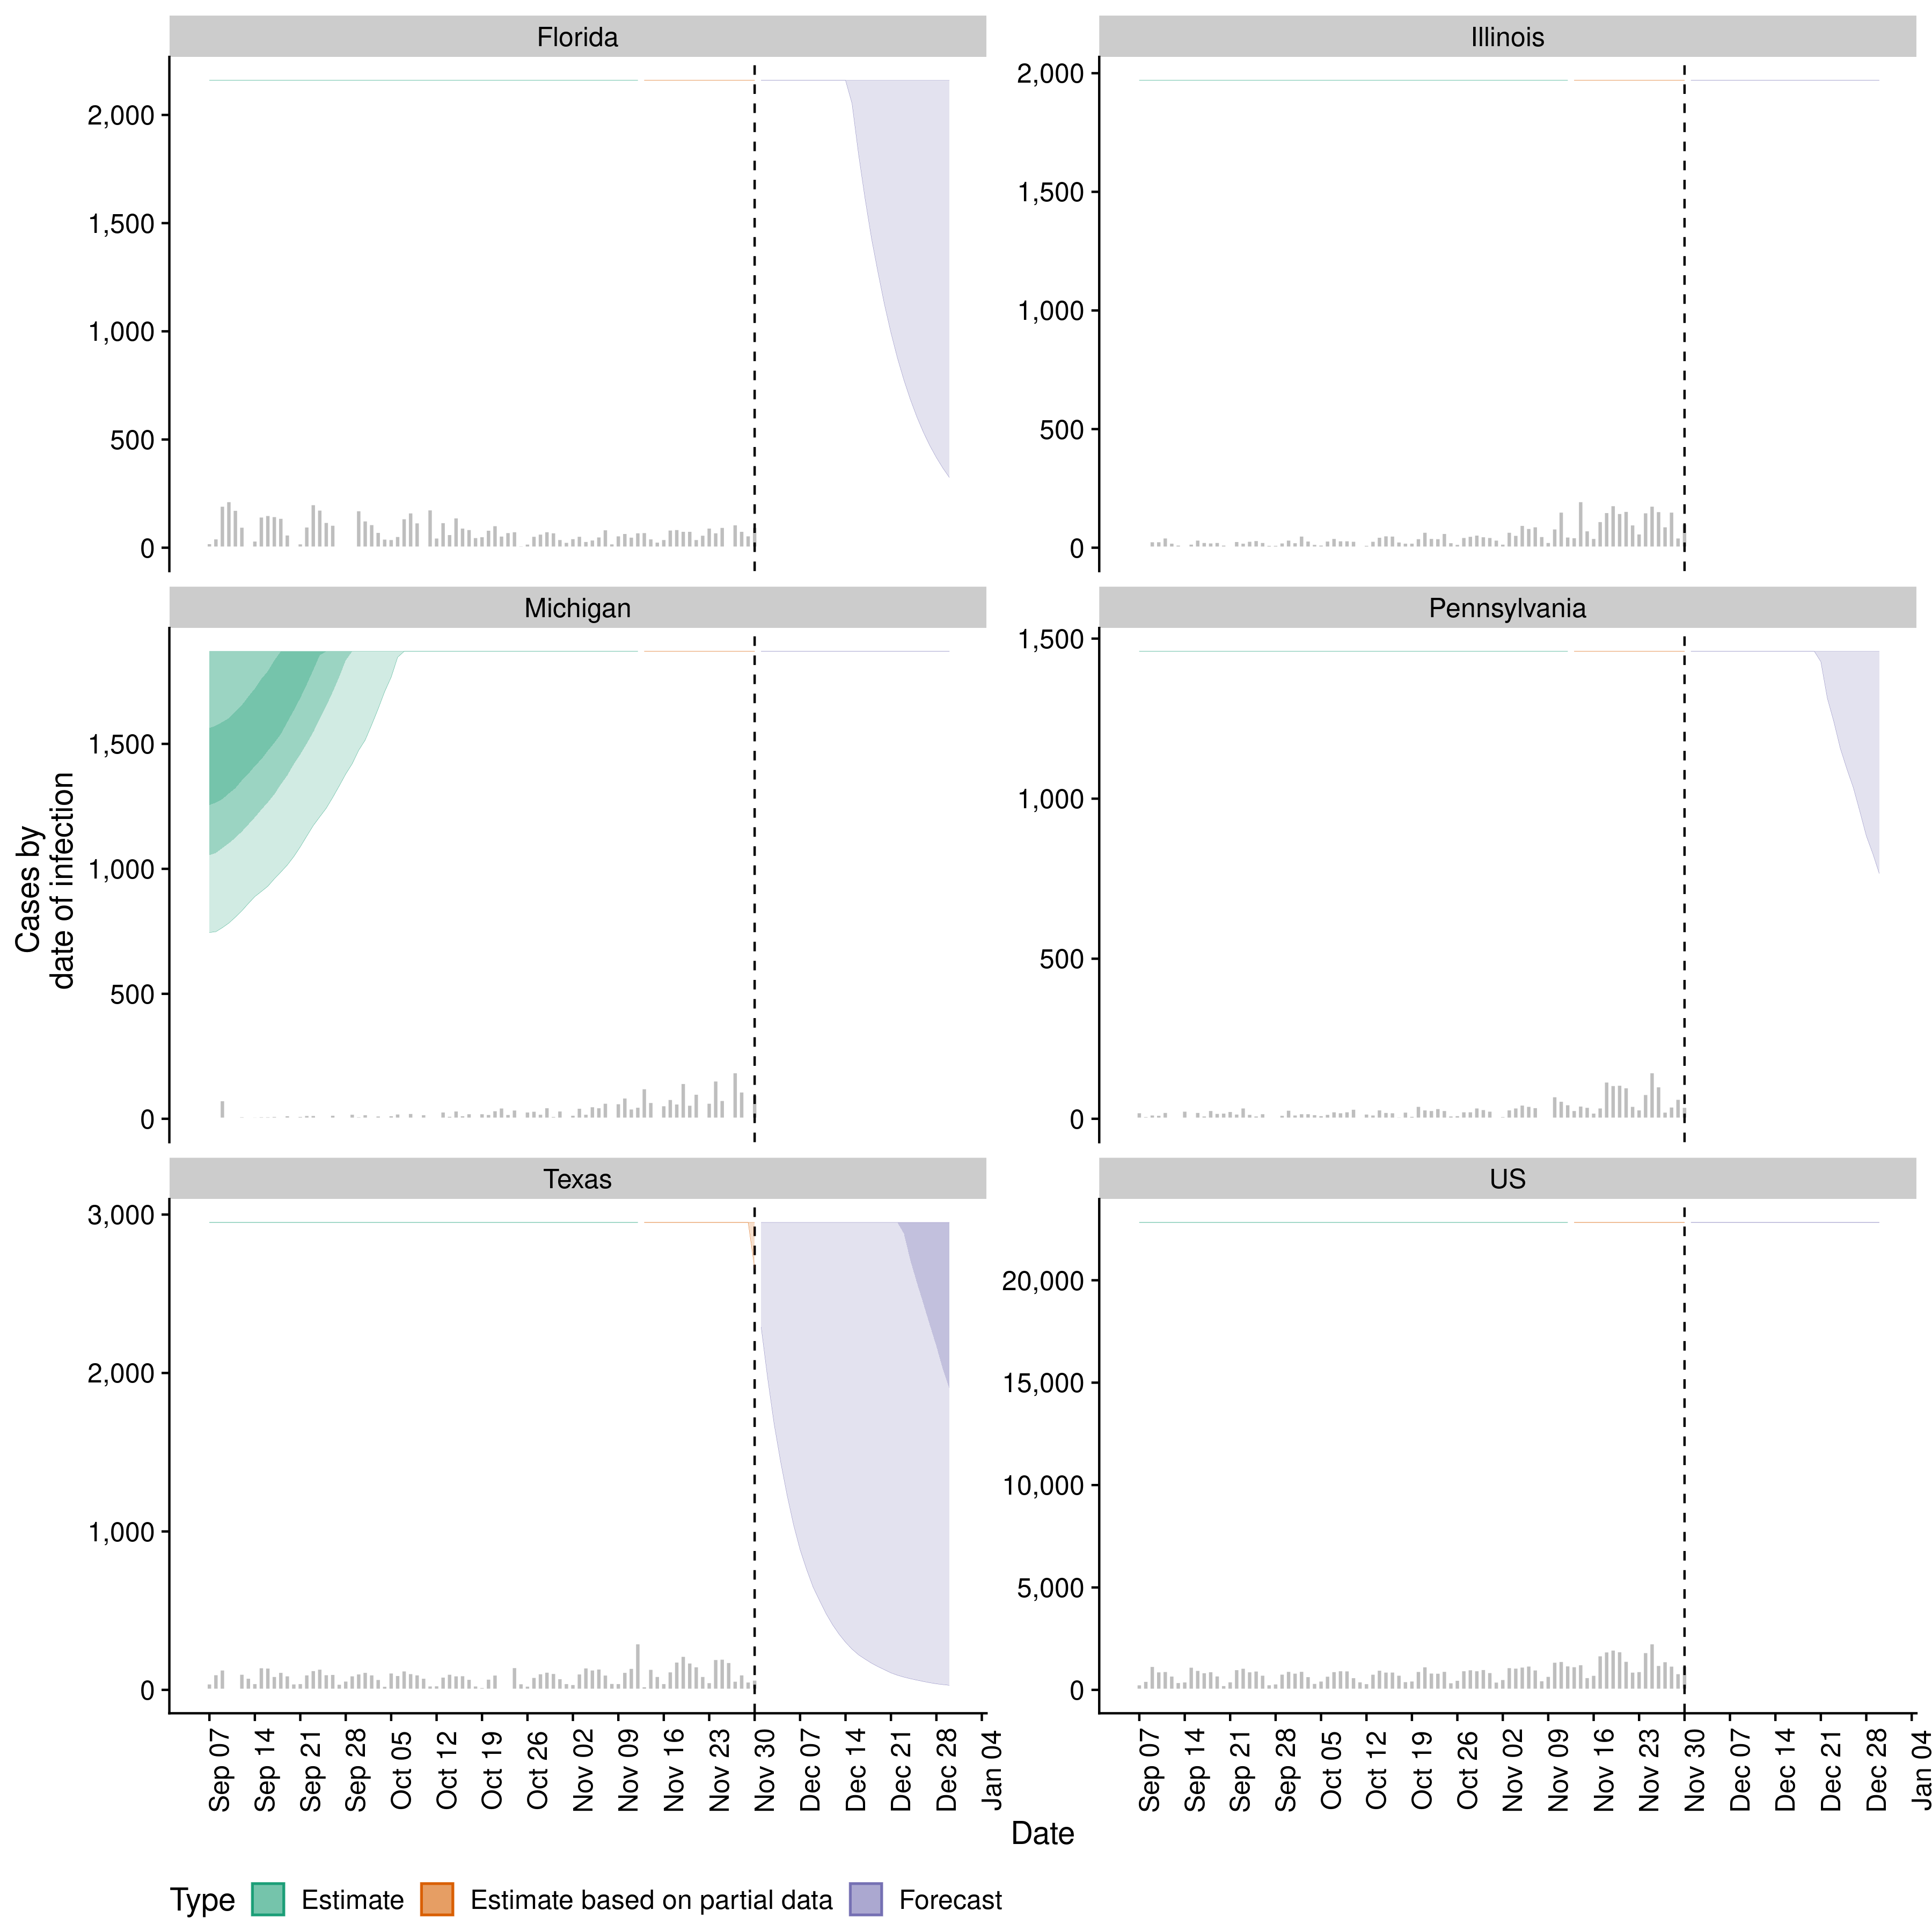 Florida
Illinois
2,000
1,500
1,000
500
0
2,000
1,500
1,000
500
0
Michigan
Pennsylvania
1,500
1,000
500
0
1,500
1,000
500
0
Texas
US
3,000
2,000
1,000
0
20,000
15,000
10,000
5,000
0
Cases by
date of infection
Sep 07
Sep 14
Sep 21
Sep 28
Oct 05
Oct 12
Oct 19
Oct 26
Nov 02
Nov 09
Nov 16
Nov 23
Nov 30
Dec 07
Dec 14
Dec 21
Dec 28
Jan 04
Sep 07
Sep 14
Sep 21
Sep 28
Oct 05
Oct 12
Oct 19
Oct 26
Nov 02
Nov 09
Nov 16
Nov 23
Nov 30
Dec 07
Dec 14
Dec 21
Dec 28
Jan 04
Date
Type Estimate Estimate based on partial data Forecast